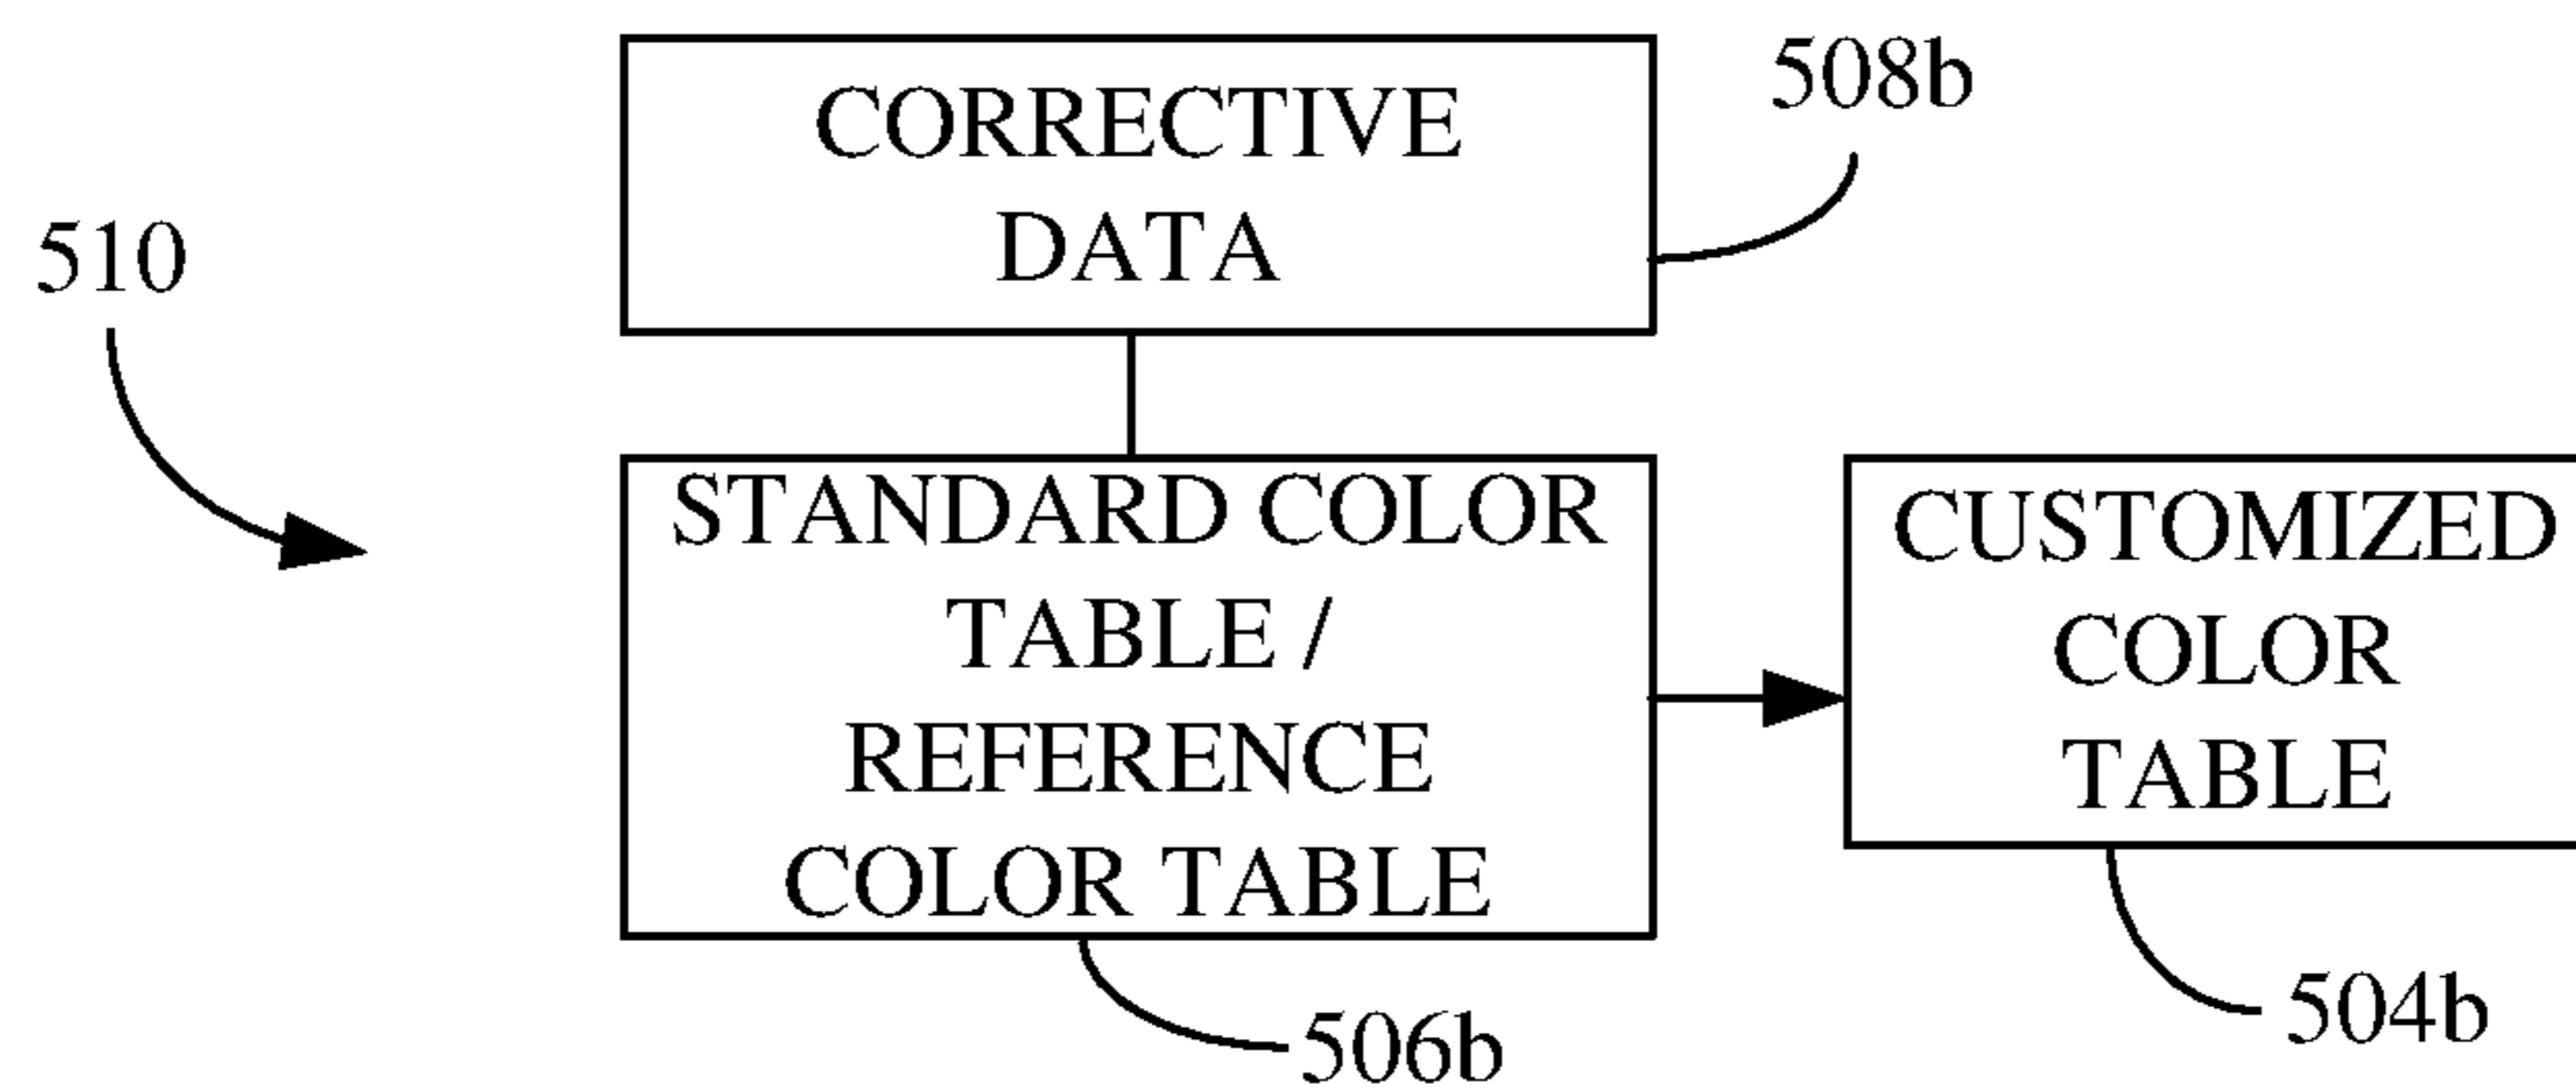 CORRECTIVE
DATA
508b
510
STANDARD COLOR
TABLE /
REFERENCE
COLOR TABLE
506b
CUSTOMIZED
COLOR
TABLE
504b